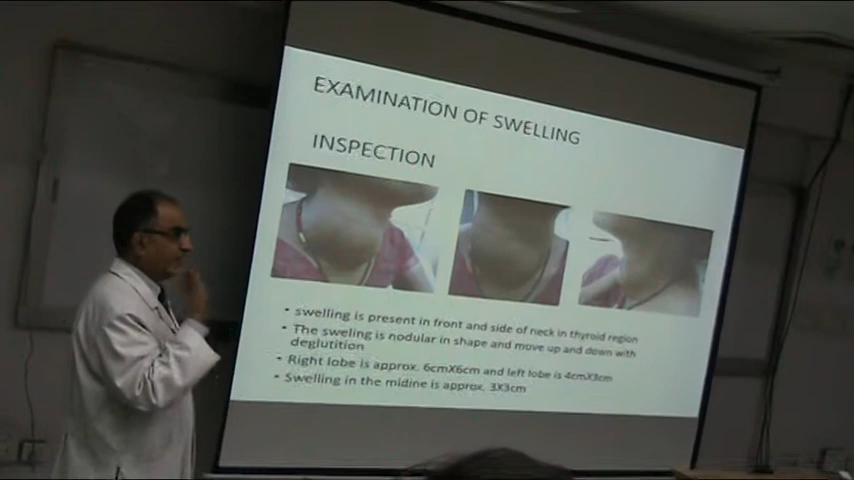 EXAMINATION OF SWELLING
INSPECTION
• swelling is present in front and side of neck in thyroid region
• The sweling is nodular in shape and move up and down with
deglutition
• Right lobe is approx. 6cmX6cm and left lobe is 4cmX3cm
• Swelling in the midine is approx. 3X3cm